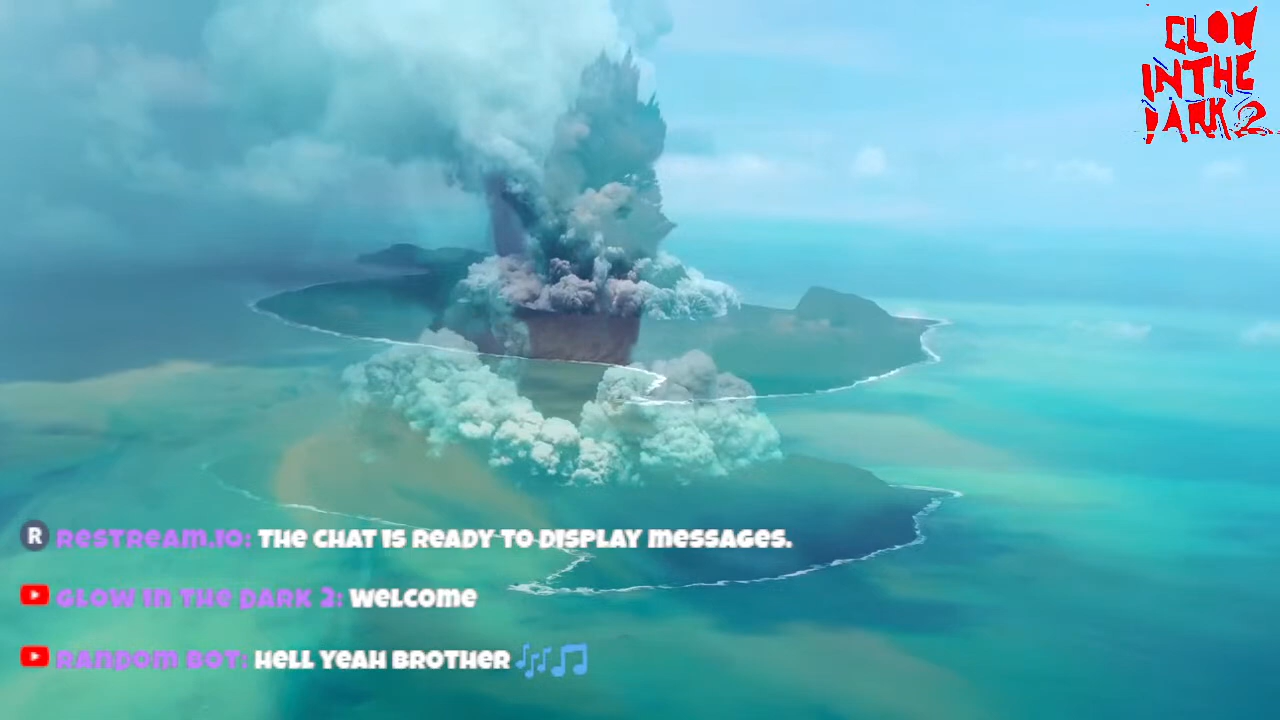 GLOW
IN THE
DARK 2
R Restream.io: The chat is ready to display messages.
Glow in the Dark 2: Welcome
Random Bot: Hell yeah brother 🎶🎵